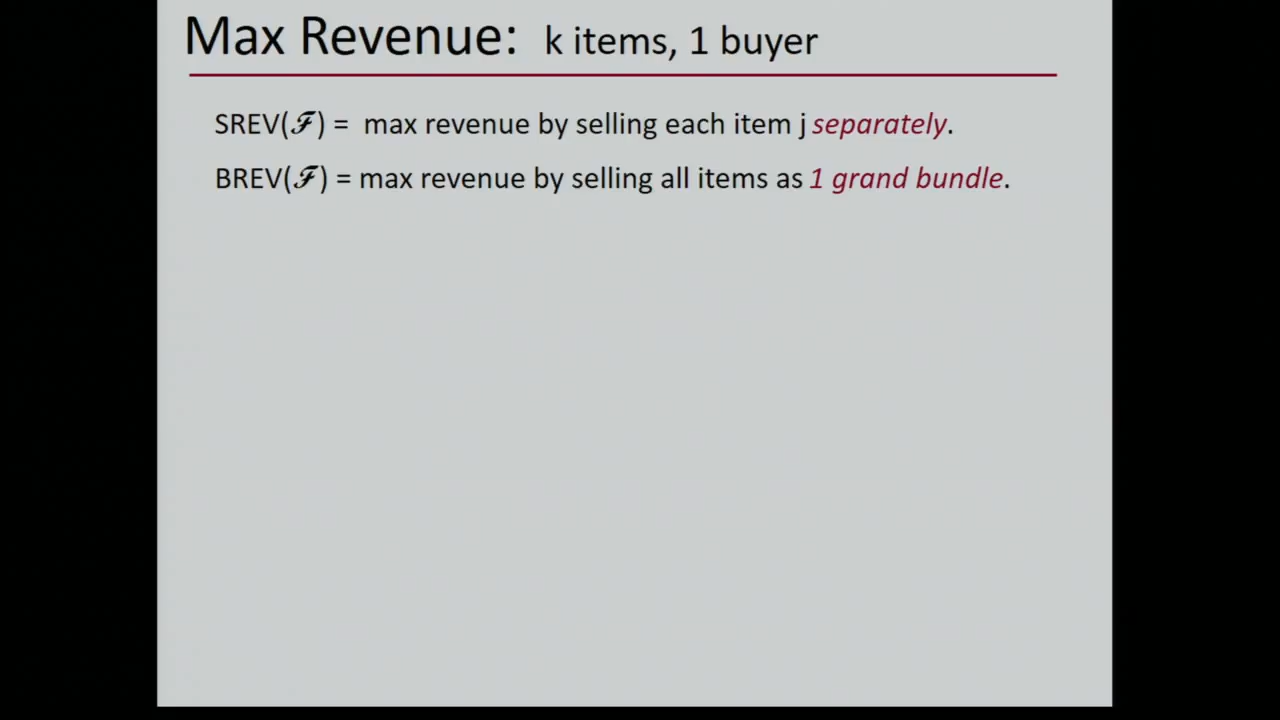 Max Revenue: k items, 1 buyer
SREV(𝓕) = max revenue by selling each item j separately.
BREV(𝓕) = max revenue by selling all items as 1 grand bundle.